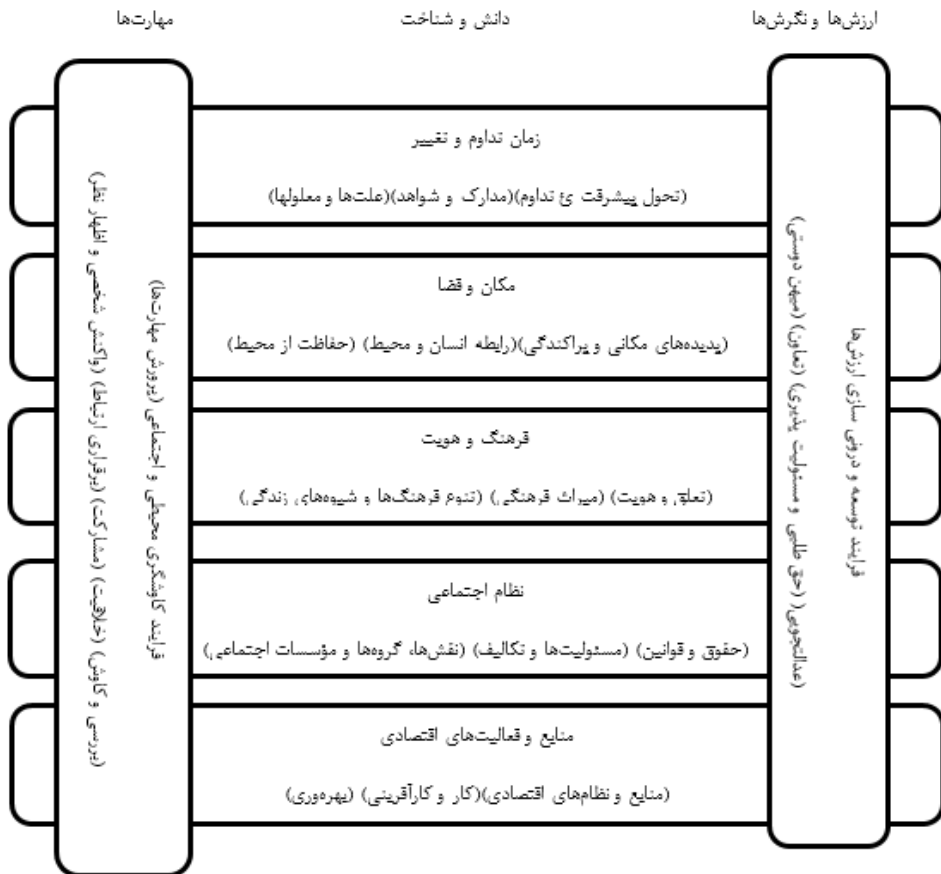 ارزش‌ها و نگرش‌ها
دانش و شناخت
مهارت‌ها
زمان تداوم و تغییر
(تحول پیشرفت ئ تداوم)(مدارک و شواهد)(علت‌ها و معلولها)
مکان و فضا
(پدیده‌های مکانی و پراکندگی)(رابطه انسان و محیط) (حفاظت از محیط)
فرهنگ و هویت
(تعلق و هویت) (میراث فرهنگی) (تنوع فرهنگ‌ها و شیوه‌های زندگی)
نظام اجتماعی
(حقوق و قوانین) (مسئولیت‌ها و تکالیف) (نقش‌ها، گروه‌ها و مؤسسات اجتماعی)
منابع و فعالیت‌های اقتصادی
(منابع و نظام‌های اقتصادی)(کار و کارآفرینی) (بهره‌وری)
فرایند توسعه و درونی سازی ارزش‌ها
(عدالتجویی( (حق طلبی و مسئولیت پذیری) (تعاون) (میهن دوستی)
فرایند کاوشگری محیطی و اجتماعی (پرورش مهارت‌ها)
(بررسی و کاوش) (خلاقیت) (مشارکت) (برقراری ارتباط) (واکنش شخصی و اظهار نظر)